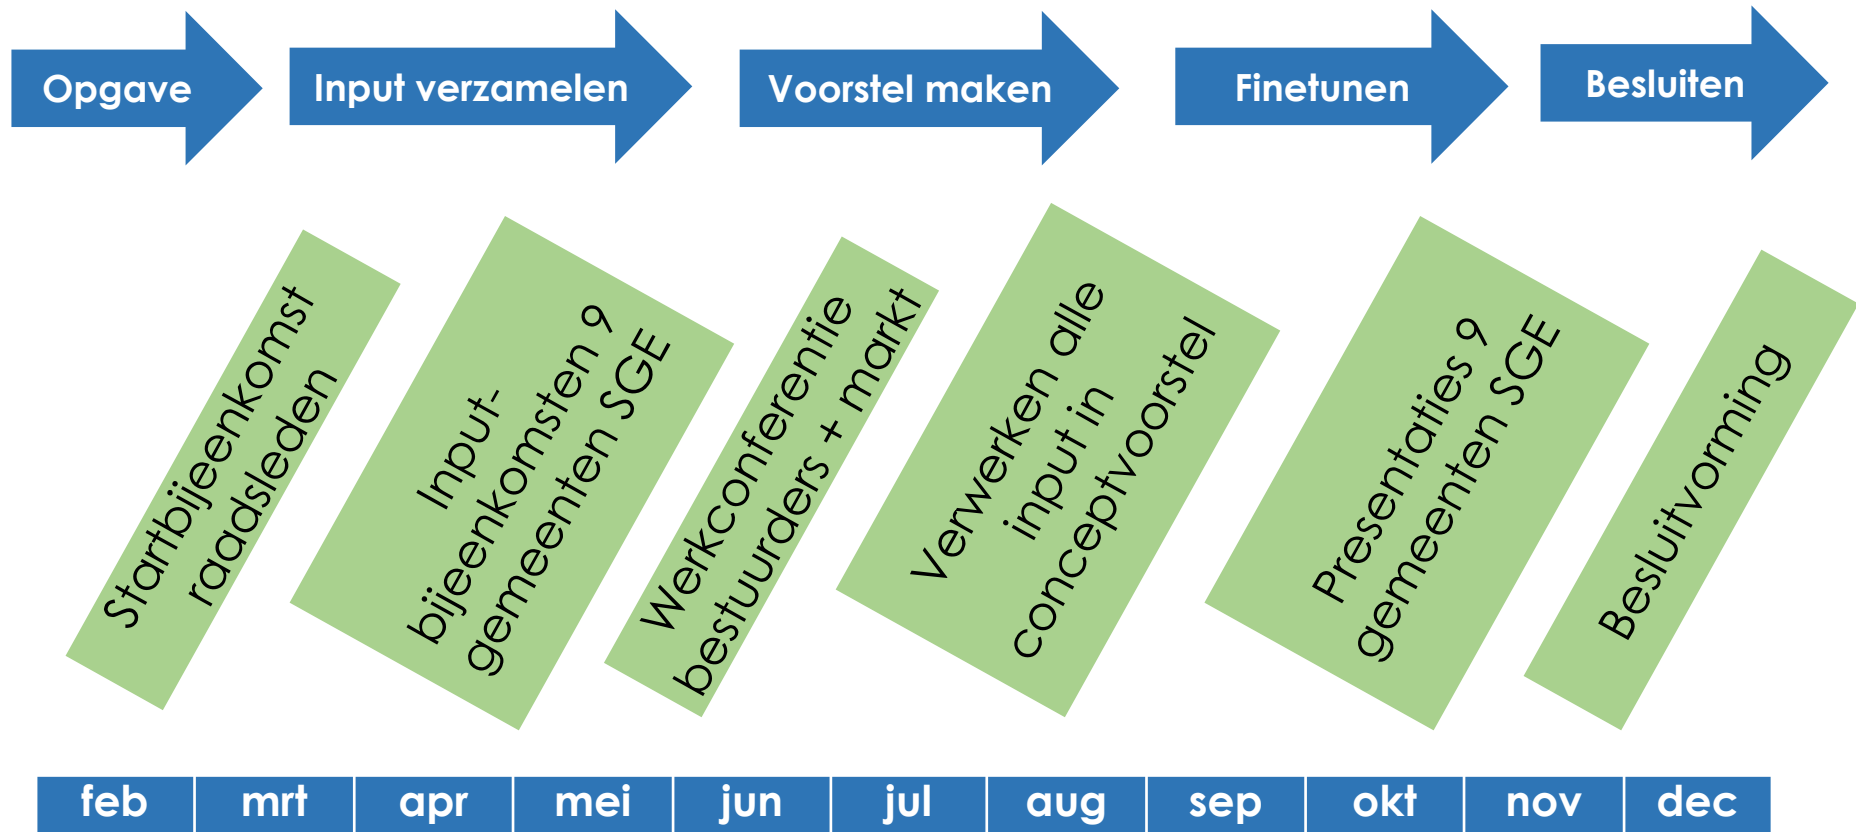 Opgave
Input verzamelen
Voorstel maken
Finetunen
Besluiten
Startbijeenkomst
raadsleden
Input-
bijeenkomsten 9
gemeenten SGE
Werkconferentie
bestuurders + markt
Verwerken alle
input in
conceptvoorstel
Presentaties 9
gemeenten SGE
Besluitvorming
feb
mrt
apr
mei
jun
jul
aug
sep
okt
nov
dec